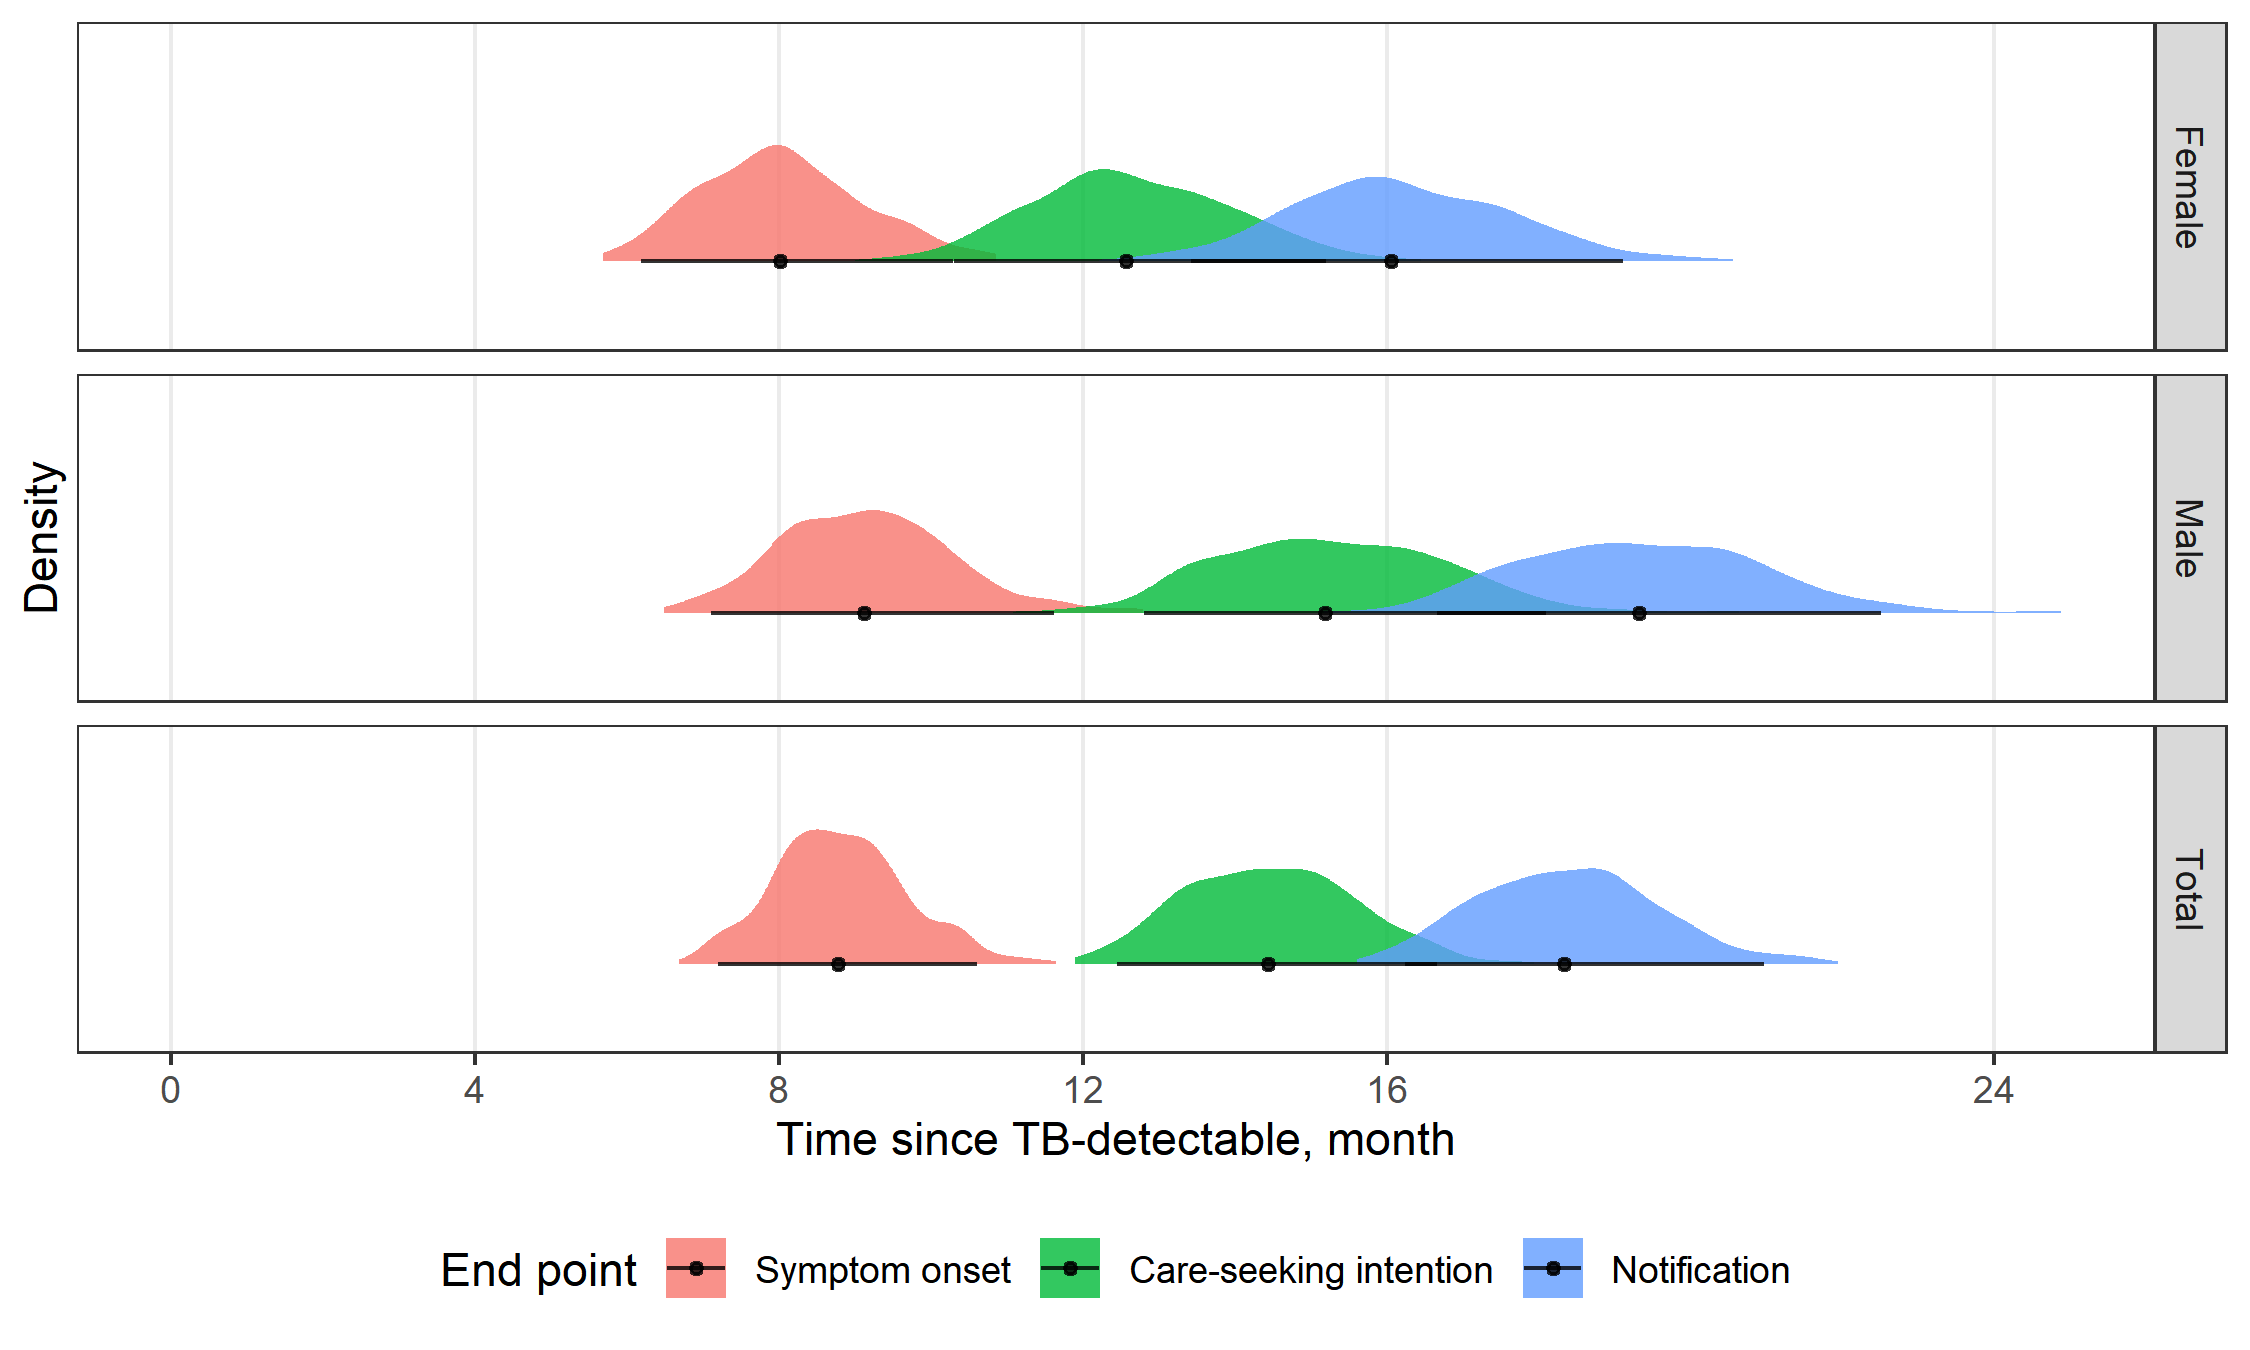 Female
Male
Total
Density
0 4 8 12 16 24
Time since TB-detectable, month
End point Symptom onset Care-seeking intention Notification